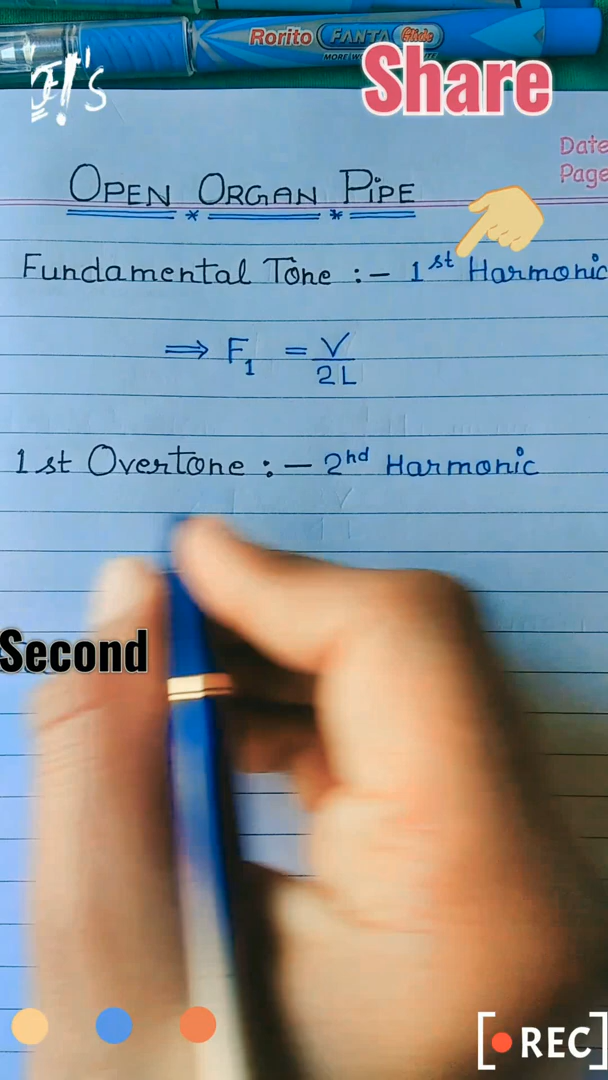 Rorito FANTA Glide
Share
Date
Page
OPEN ORGAN PIPE
Fundamental Tone :- 1st Harmonic
⇒ F1 = V/2L
1st Overtone :- 2nd Harmonic
Second
REC